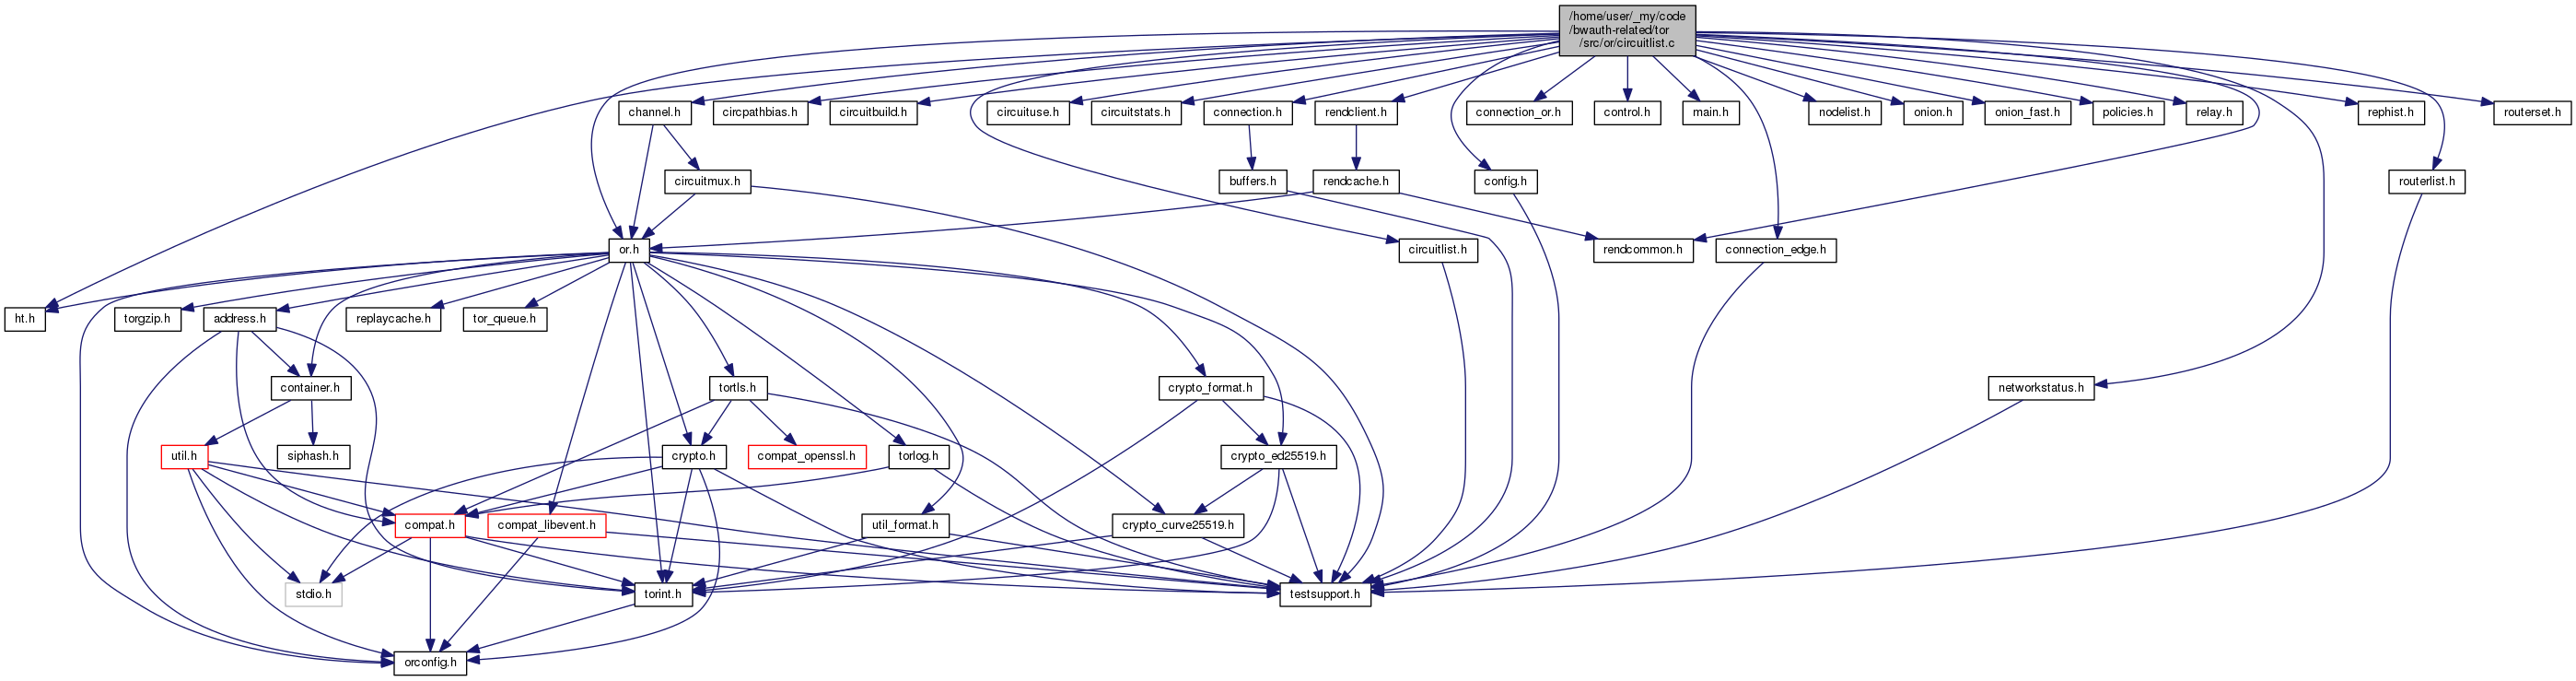 /home/user/_my/code
/bwauth-related/tor
/src/or/circuitlist.c
channel.h
circpathbias.h
circuitbuild.h
circuituse.h
circuitstats.h
connection.h
rendclient.h
connection_or.h
control.h
main.h
nodelist.h
onion.h
onion_fast.h
policies.h
relay.h
rephist.h
routerset.h
circuitmux.h
buffers.h
rendcache.h
config.h
routerlist.h
or.h
circuitlist.h
rendcommon.h
connection_edge.h
ht.h
torgzip.h
address.h
replaycache.h
tor_queue.h
container.h
tortls.h
crypto_format.h
networkstatus.h
util.h
siphash.h
crypto.h
compat_openssl.h
torlog.h
crypto_ed25519.h
compat.h
compat_libevent.h
util_format.h
crypto_curve25519.h
stdio.h
torint.h
testsupport.h
orconfig.h